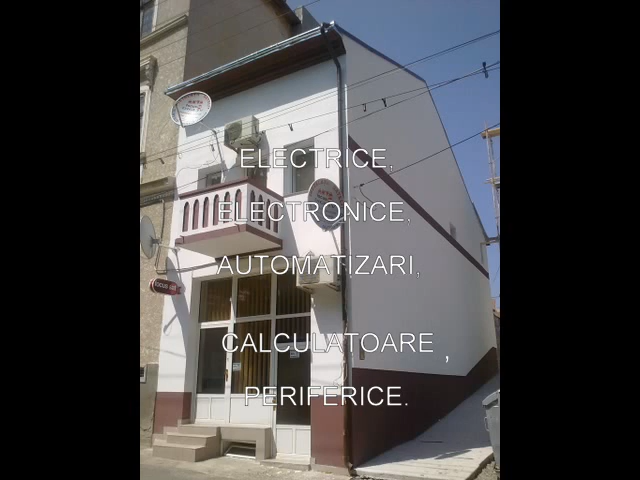 ELECTRICE,
ELECTRONICE,
AUTOMATIZARI,
CALCULATOARE ,
PERIFERICE.